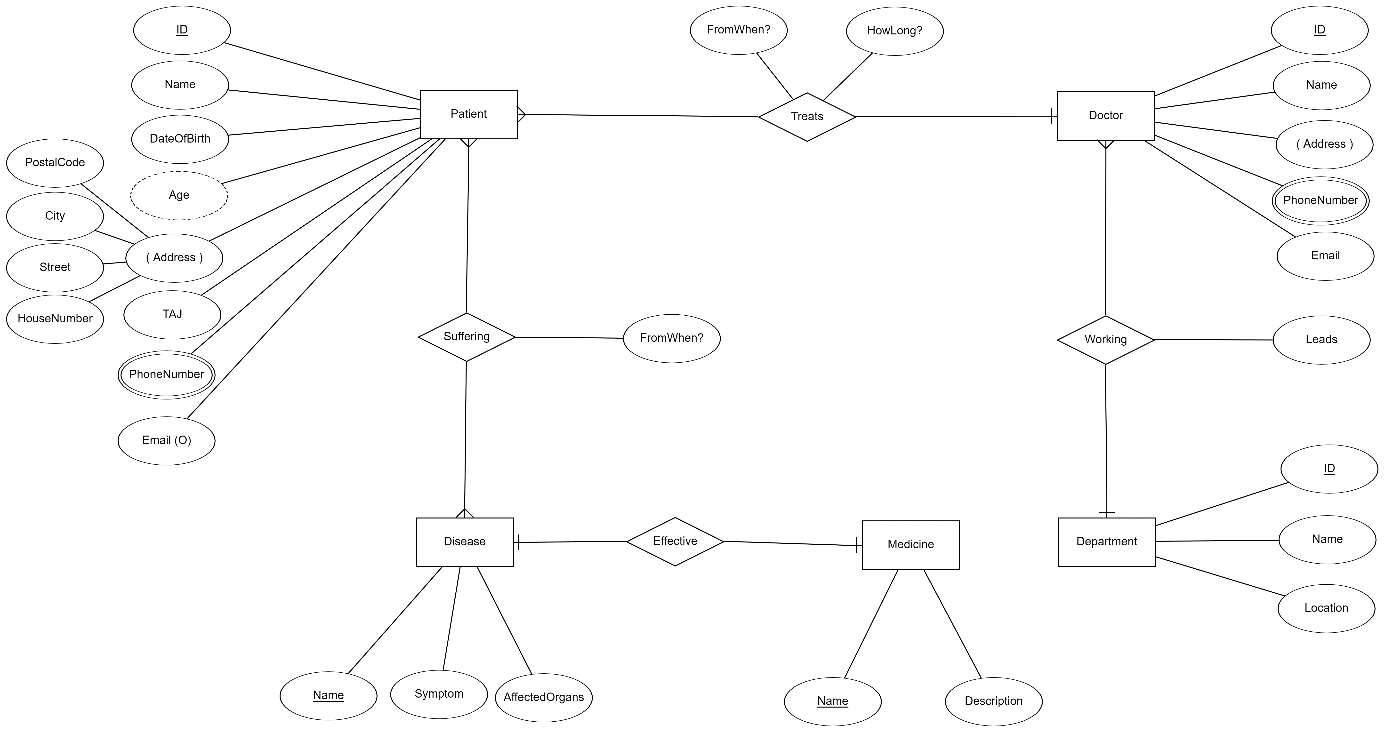 ID
Name
DateOfBirth
Age
PostalCode
City
Street
HouseNumber
( Address )
TAJ
PhoneNumber
Email (O)
Patient
FromWhen?
HowLong?
Treats
Doctor
ID
Name
( Address )
PhoneNumber
Email
Suffering
FromWhen?
Working
Leads
Disease
Effective
Medicine
Department
ID
Name
Location
Name
Symptom
AffectedOrgans
Name
Description